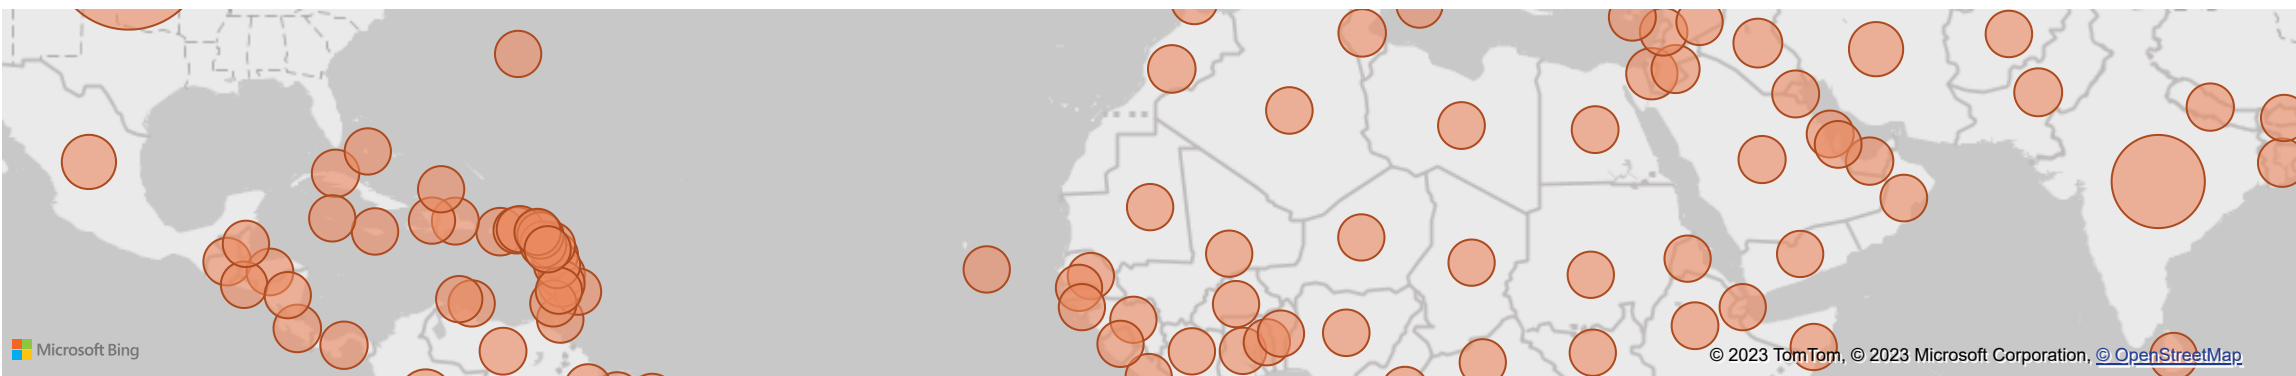 Microsoft Bing
© 2023 TomTom, © 2023 Microsoft Corporation, © OpenStreetMap